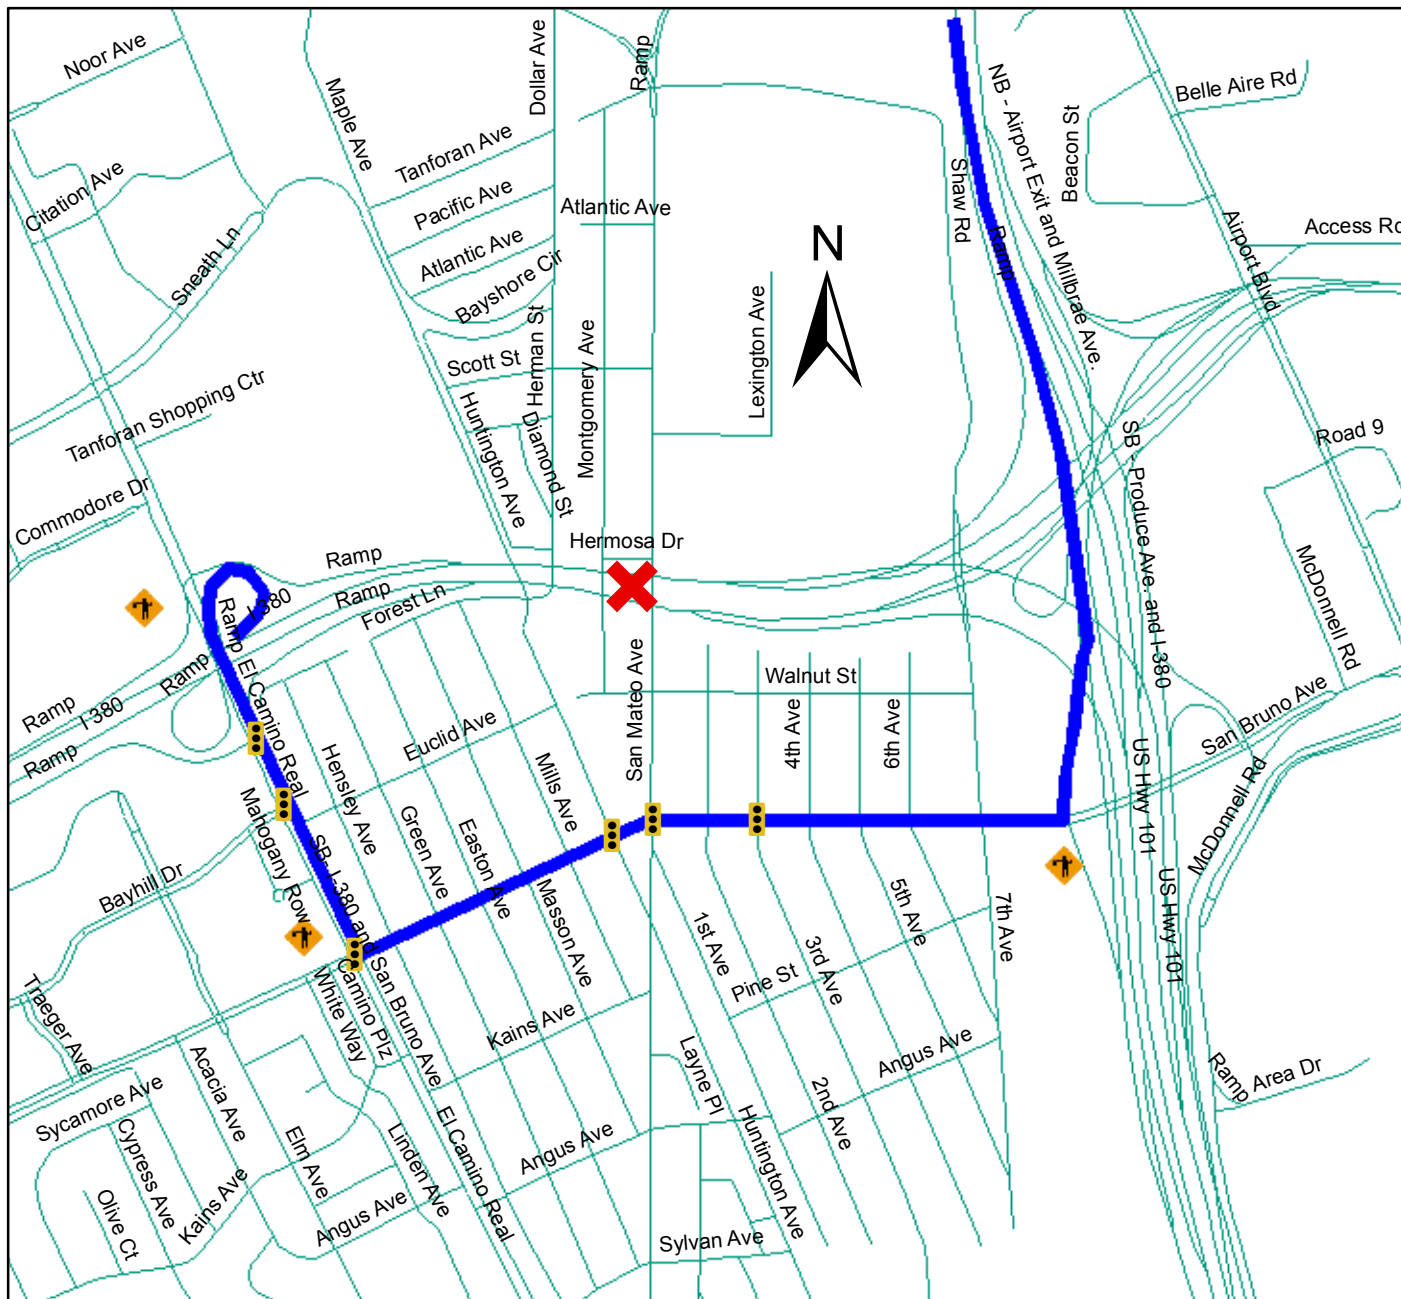 Noor Ave
Maple Ave
Dollar Ave
Ramp
NB - Airport Exit and Millbrae Ave.
Belle Aire Rd
Beacon St
Citation Ave
Tanforan Ave
Pacific Ave
Atlantic Ave
Atlantic Ave
Shaw Rd
Ramp
Airport Blvd
Access Rd
Sneath Ln
Bayshore Cir
N
Herman St
Montgomery Ave
Lexington Ave
Scott St
Tanforan Shopping Ctr
Huntington Ave
Diamond St
SB - Produce Ave. and I-380
Road 9
Commodore Dr
Hermosa Dr
McDonnell Rd
Ramp
Ramp
Forest Ln
I-380
Ramp
El Camino Real
Ramp
I-380
Ramp
Ramp
San Mateo Ave
Walnut St
4th Ave
6th Ave
San Bruno Ave
Euclid Ave
Hensley Ave
Mills Ave
US Hwy 101
McDonnell Rd
Mahogany Row
SB- I-380 and San Bruno Ave
Green Ave
Easton Ave
Masson Ave
Bayhill Dr
US Hwy 101
1st Ave
3rd Ave
5th Ave
7th Ave
Pine St
Traeger Ave
White Way
Camino Plz
Kains Ave
Layne Pl
Angus Ave
Acacia Ave
Sycamore Ave
Ramp
Area Dr
Cypress Ave
Elm Ave
Linden Ave
El Camino Real
Angus Ave
Huntington Ave
2nd Ave
Olive Ct
Kains Ave
Angus Ave
Sylvan Ave